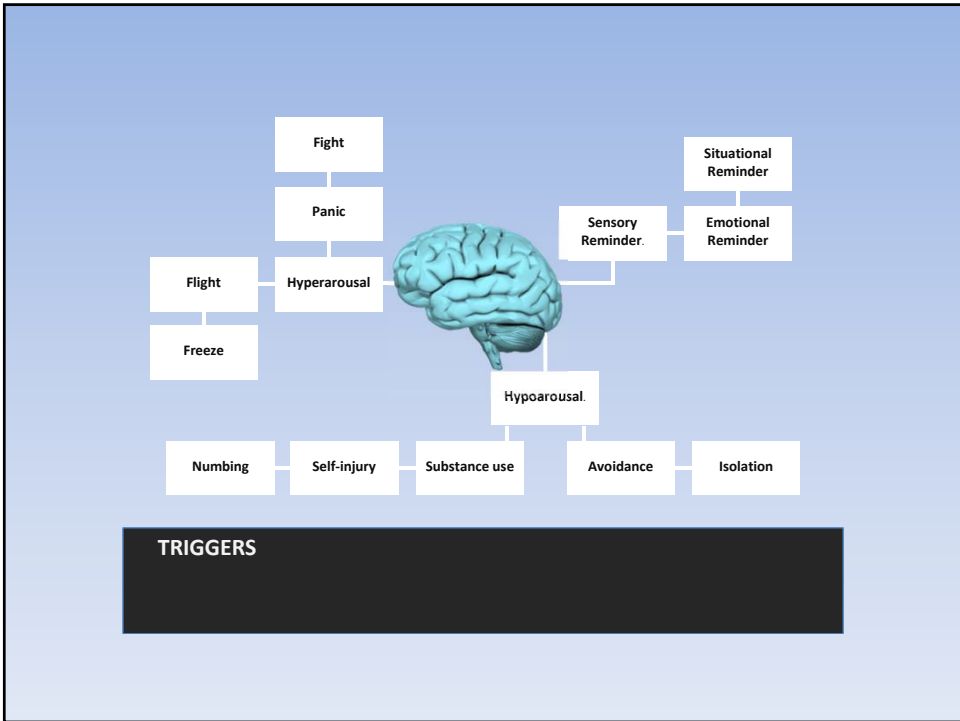 Fight
Situational
Reminder
Panic
Sensory
Reminder.
Emotional
Reminder
Flight
Hyperarousal
Freeze
Hypoarousal.
Numbing
Self-injury
Substance use
Avoidance
Isolation
TRIGGERS